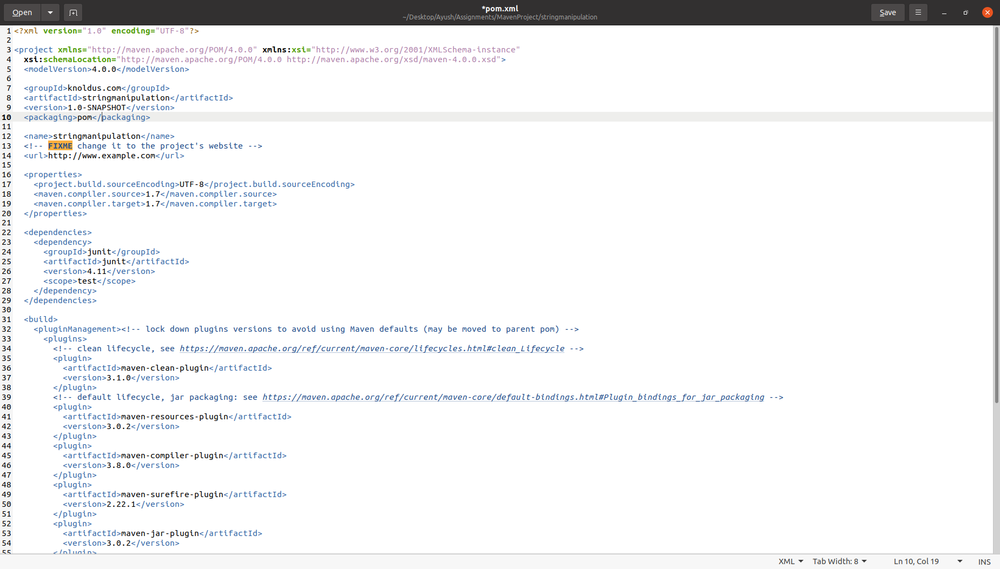 Open
*pom.xml
~/Desktop/Ayush/Assignments/MavenProject/stringmanipulation
Save
1 <?xml version="1.0" encoding="UTF-8"?>
2
3 <project xmlns="http://maven.apache.org/POM/4.0.0" xmlns:xsi="http://www.w3.org/2001/XMLSchema-instance"
4   xsi:schemaLocation="http://maven.apache.org/POM/4.0.0 http://maven.apache.org/xsd/maven-4.0.0.xsd">
5   <modelVersion>4.0.0</modelVersion>
6
7   <groupId>knoldus.com</groupId>
8   <artifactId>stringmanipulation</artifactId>
9   <version>1.0-SNAPSHOT</version>
10   <packaging>pom</packaging>
11
12   <name>stringmanipulation</name>
13   <!-- FIXME change it to the project's website -->
14   <url>http://www.example.com</url>
15
16   <properties>
17     <project.build.sourceEncoding>UTF-8</project.build.sourceEncoding>
18     <maven.compiler.source>1.7</maven.compiler.source>
19     <maven.compiler.target>1.7</maven.compiler.target>
20   </properties>
21
22   <dependencies>
23     <dependency>
24       <groupId>junit</groupId>
25       <artifactId>junit</artifactId>
26       <version>4.11</version>
27       <scope>test</scope>
28     </dependency>
29   </dependencies>
30
31   <build>
32     <pluginManagement><!-- lock down plugins versions to avoid using Maven defaults (may be moved to parent pom) -->
33       <plugins>
34         <!-- clean lifecycle, see https://maven.apache.org/ref/current/maven-core/lifecycles.html#clean_Lifecycle -->
35         <plugin>
36           <artifactId>maven-clean-plugin</artifactId>
37           <version>3.1.0</version>
38         </plugin>
39         <!-- default lifecycle, jar packaging: see https://maven.apache.org/ref/current/maven-core/default-bindings.html#Plugin_bindings_for_jar_packaging -->
40         <plugin>
41           <artifactId>maven-resources-plugin</artifactId>
42           <version>3.0.2</version>
43         </plugin>
44         <plugin>
45           <artifactId>maven-compiler-plugin</artifactId>
46           <version>3.8.0</version>
47         </plugin>
48         <plugin>
49           <artifactId>maven-surefire-plugin</artifactId>
50           <version>2.22.1</version>
51         </plugin>
52         <plugin>
53           <artifactId>maven-jar-plugin</artifactId>
54           <version>3.0.2</version>
55         </plugin>
XML Tab Width: 8 Ln 10, Col 19 INS